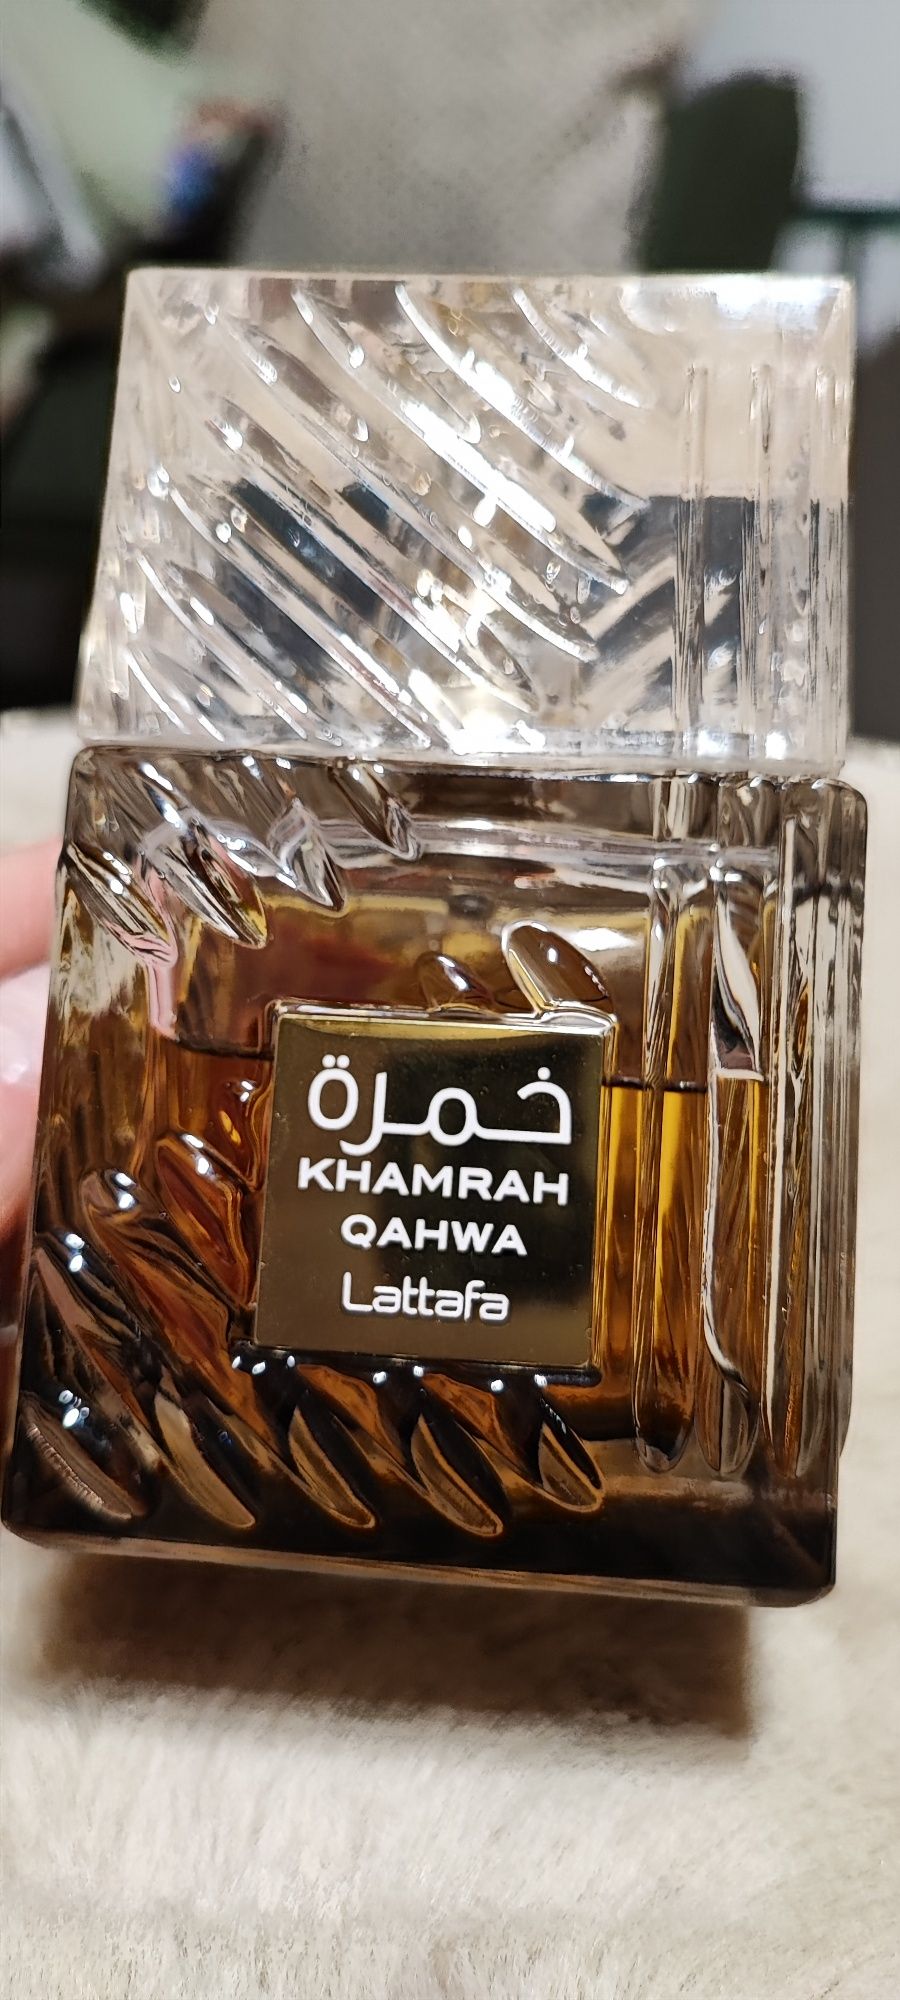 خمرة
KHAMRAH
QAHWA
Lattafa